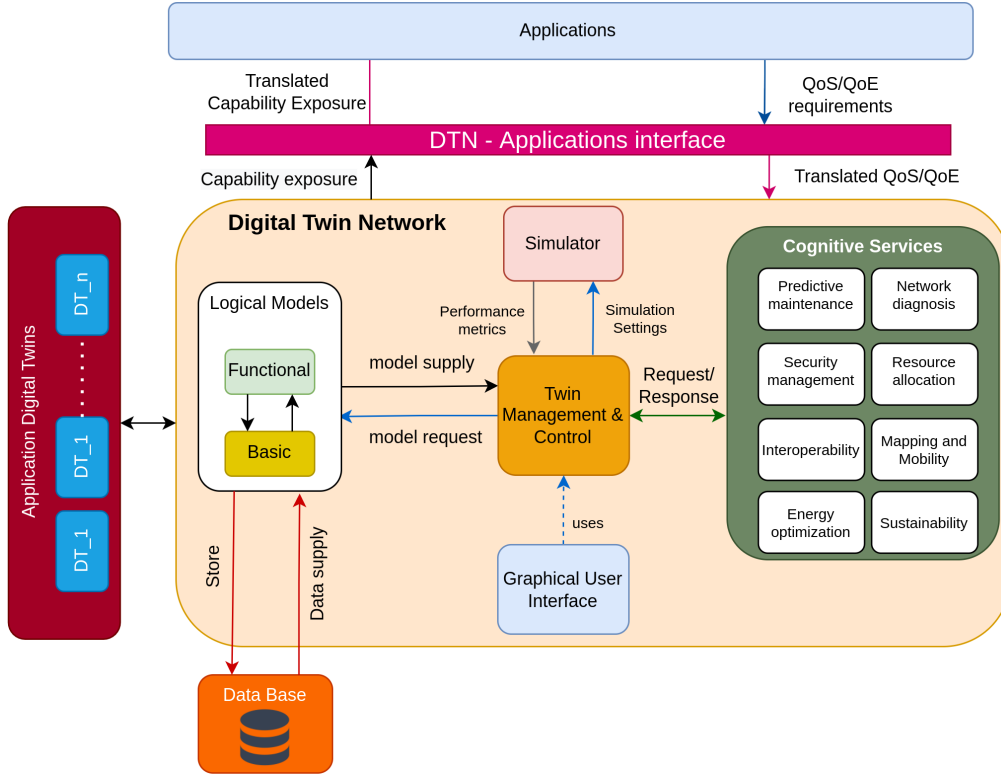 Applications
Translated
Capability Exposure
QoS/QoE
requirements
DTN - Applications interface
Capability exposure
Translated QoS/QoE
Digital Twin Network
Simulator
Cognitive Services
Predictive
maintenance
Network
diagnosis
Security
management
Resource
allocation
Interoperability
Mapping and
Mobility
Energy
optimization
Sustainability
Logical Models
Functional
Basic
Performance
metrics
Simulation
Settings
model supply
model request
Twin
Management &
Control
Request/
Response
uses
Graphical User
Interface
Application Digital Twins
DT_n
DT_1
DT_1
Store
Data supply
Data Base